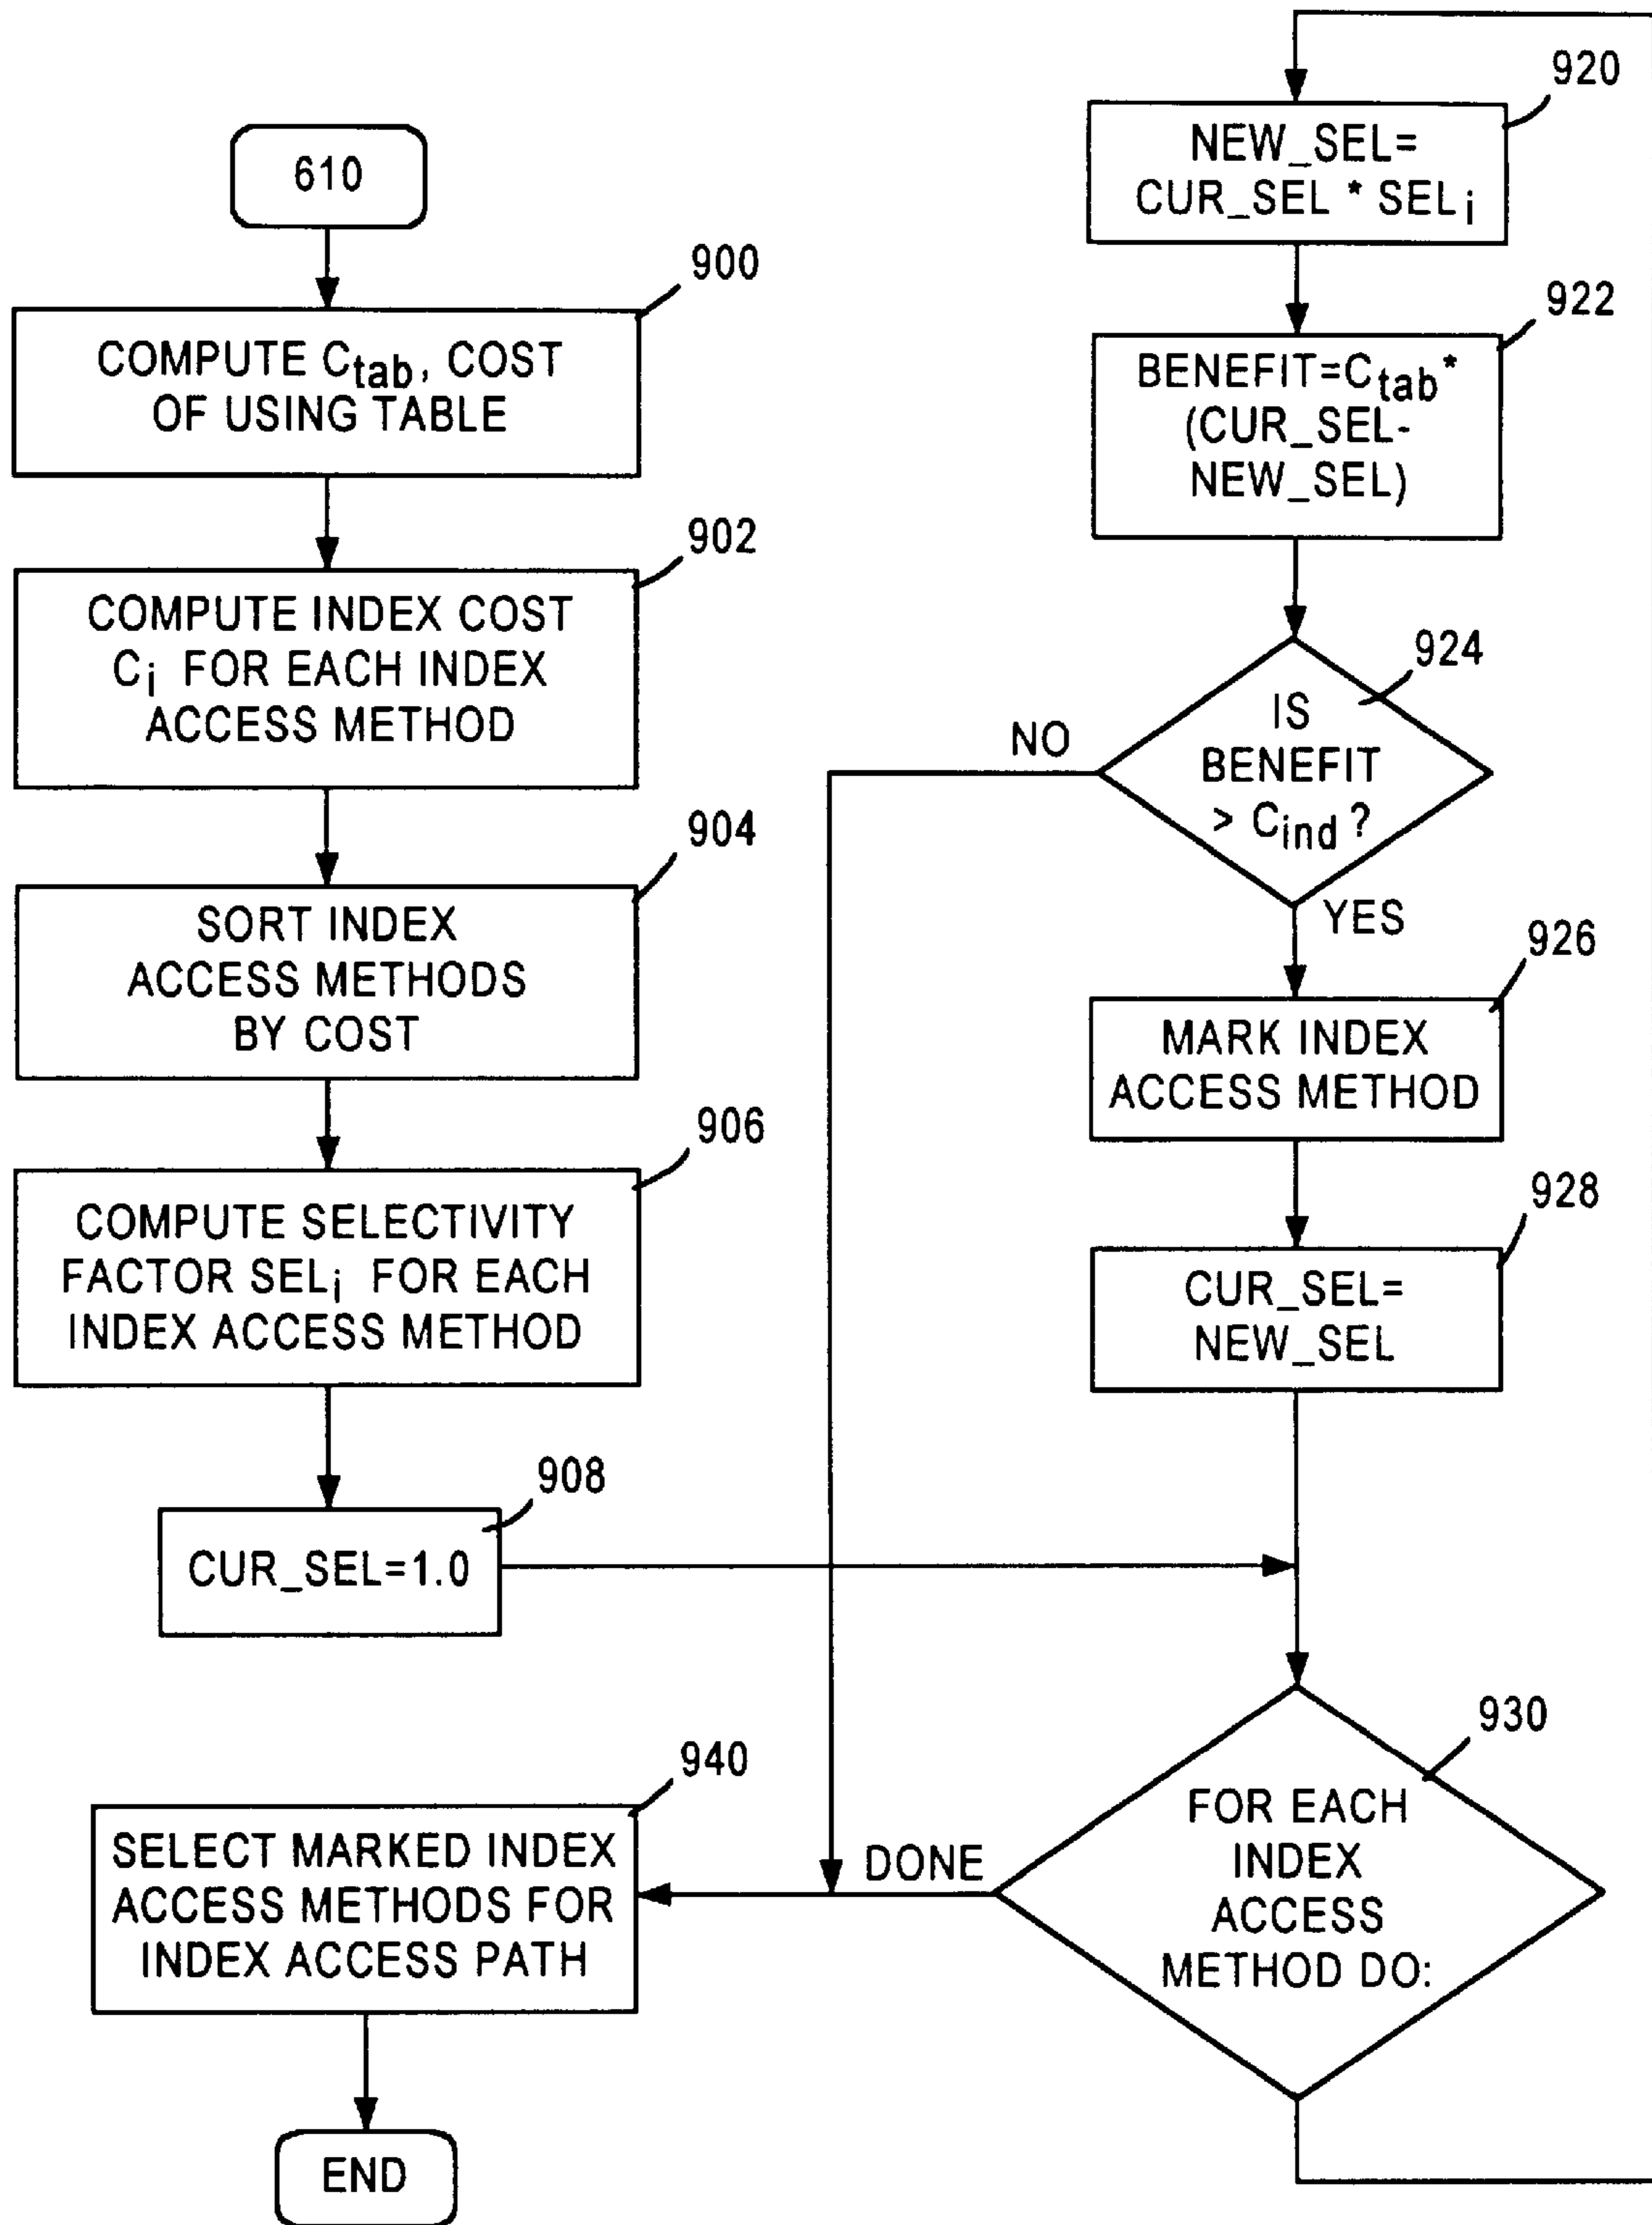 610
900
COMPUTE Ctab, COST
OF USING TABLE
902
COMPUTE INDEX COST
Ci FOR EACH INDEX
ACCESS METHOD
904
SORT INDEX
ACCESS METHODS
BY COST
906
COMPUTE SELECTIVITY
FACTOR SELi FOR EACH
INDEX ACCESS METHOD
908
CUR_SEL=1.0
920
NEW_SEL=
CUR_SEL * SELi
922
BENEFIT=Ctab*
(CUR_SEL-
NEW_SEL)
924
IS
BENEFIT
> Cind ?
NO
YES
926
MARK INDEX
ACCESS METHOD
928
CUR_SEL=
NEW_SEL
930
FOR EACH
INDEX
ACCESS
METHOD DO:
DONE
940
SELECT MARKED INDEX
ACCESS METHODS FOR
INDEX ACCESS PATH
END